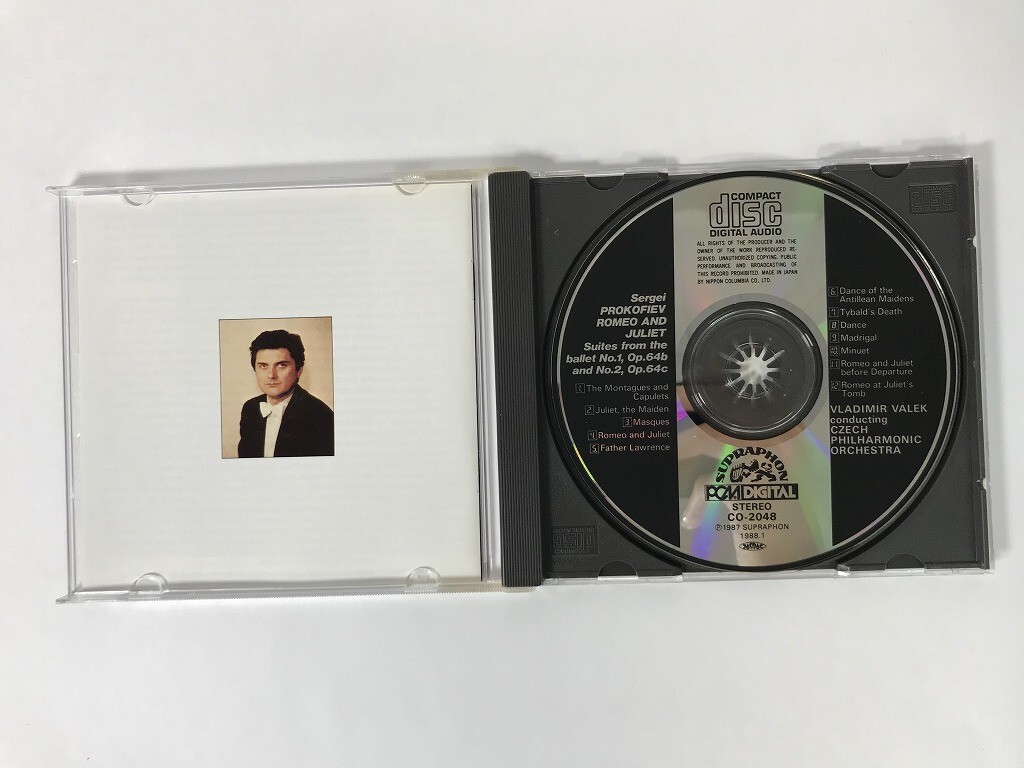 COMPACT
disc
DIGITAL AUDIO
ALL RIGHTS OF THE PRODUCER AND THE
OWNER OF THE WORK REPRODUCED RE-
SERVED. UNAUTHORIZED COPYING, PUBLIC
PERFORMANCE AND BROADCASTING OF
THIS RECORD PROHIBITED. MADE IN JAPAN
BY NIPPON COLUMBIA CO., LTD.
Sergei
PROKOFIEV
ROMEO AND
JULIET
Suites from the
ballet No.1, Op.64b
and No.2, Op.64c
1. The Montagues and
Capulets
2. Juliet, the Maiden
3. Masques
4. Romeo and Juliet
5. Father Lawrence
6. Dance of the
Antillean Maidens
7. Tybald's Death
8. Dance
9. Madrigal
10. Minuet
11. Romeo and Juliet
before Departure
12. Romeo at Juliet's
Tomb
VLADIMIR VALEK
conducting
CZECH
PHILHARMONIC
ORCHESTRA
SUPRAPHON
PCM DIGITAL
STEREO
CO-2048
Ⓟ1987 SUPRAPHON
1988.1